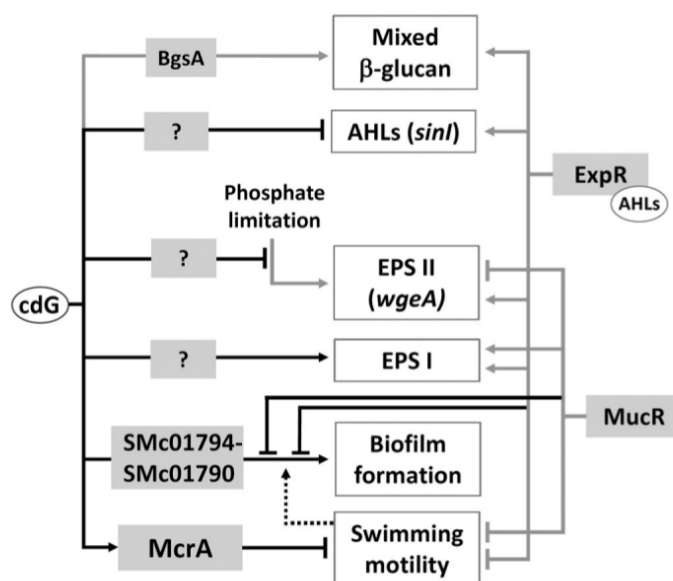 Mixed
β-glucan
BgsA
?
AHLs (sinI)
ExpR
AHLs
Phosphate
limitation
?
EPS II
(wgeA)
cdG
?
EPS I
MucR
SMc01794-
SMc01790
Biofilm
formation
McrA
Swimming
motility